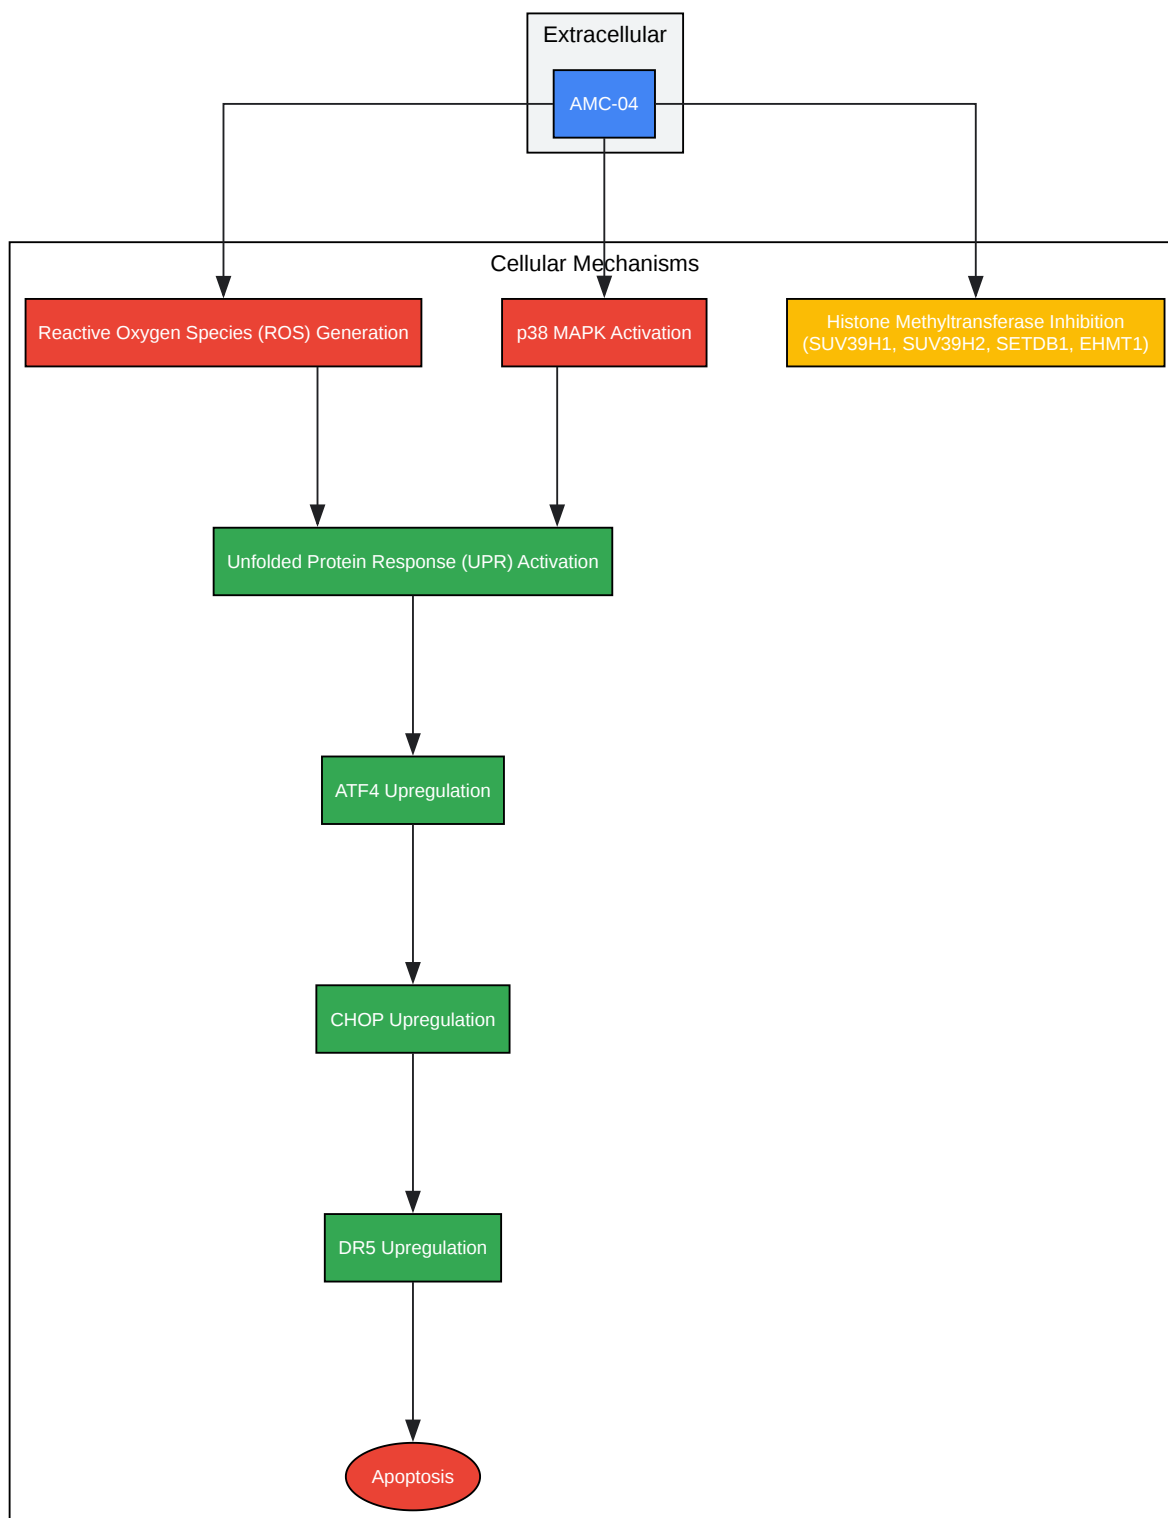 Extracellular
AMC-04
Cellular Mechanisms
Reactive Oxygen Species (ROS) Generation
p38 MAPK Activation
Histone Methyltransferase Inhibition
(SUV39H1, SUV39H2, SETDB1, EHMT1)
Unfolded Protein Response (UPR) Activation
ATF4 Upregulation
CHOP Upregulation
DR5 Upregulation
Apoptosis